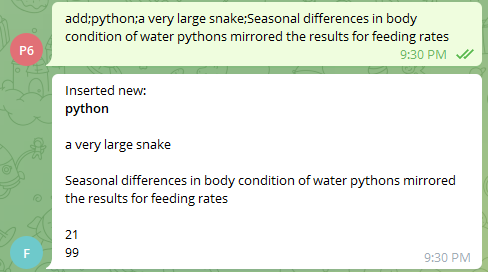 add;python;a very large snake;Seasonal differences in body
condition of water pythons mirrored the results for feeding rates
9:30 PM
P6
Inserted new:
python
a very large snake
Seasonal differences in body condition of water pythons mirrored
the results for feeding rates
21
99
9:30 PM
F